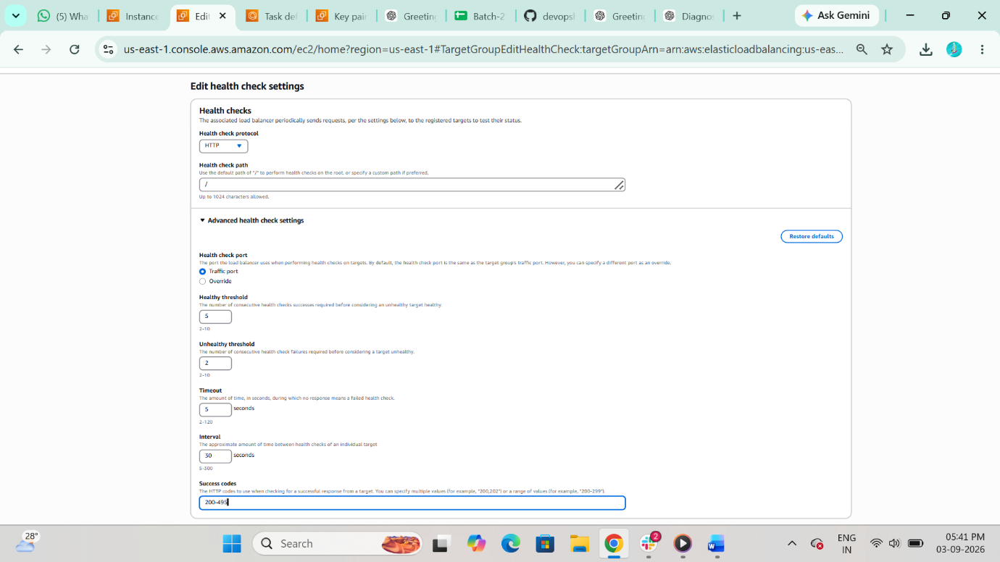 (5) Wha
Instance
Edit
Task def
Key pair
Greeting
Batch-2
devopsl
Greeting
Diagnos
Ask Gemini
us-east-1.console.aws.amazon.com/ec2/home?region=us-east-1#TargetGroupEditHealthCheck:targetGroupArn=arn:aws:elasticloadbalancing:us-eas...
Edit health check settings
Health checks
The associated load balancer periodically sends requests, per the settings below, to the registered targets to test their status.
Health check protocol
HTTP
Health check path
Use the default path of "/" to perform health checks on the root, or specify a custom path if preferred.
/
Up to 1024 characters allowed.
Advanced health check settings
Restore defaults
Health check port
The port the load balancer uses when performing health checks on targets. By default, the health check port is the same as the target group's traffic port. However, you can specify a different port as an override.
Traffic port
Override
Healthy threshold
The number of consecutive health checks successes required before considering an unhealthy target healthy.
5
2-10
Unhealthy threshold
The number of consecutive health check failures required before considering a target unhealthy.
2
2-10
Timeout
The amount of time, in seconds, during which no response means a failed health check.
5 seconds
2-120
Interval
The approximate amount of time between health checks of an individual target
30 seconds
5-300
Success codes
The HTTP codes to use when checking for a successful response from a target. You can specify multiple values (for example, "200,202") or a range of values (for example, "200-299").
200-495
28°
Search
2
W
ENG
IN
05:41 PM
03-09-2026